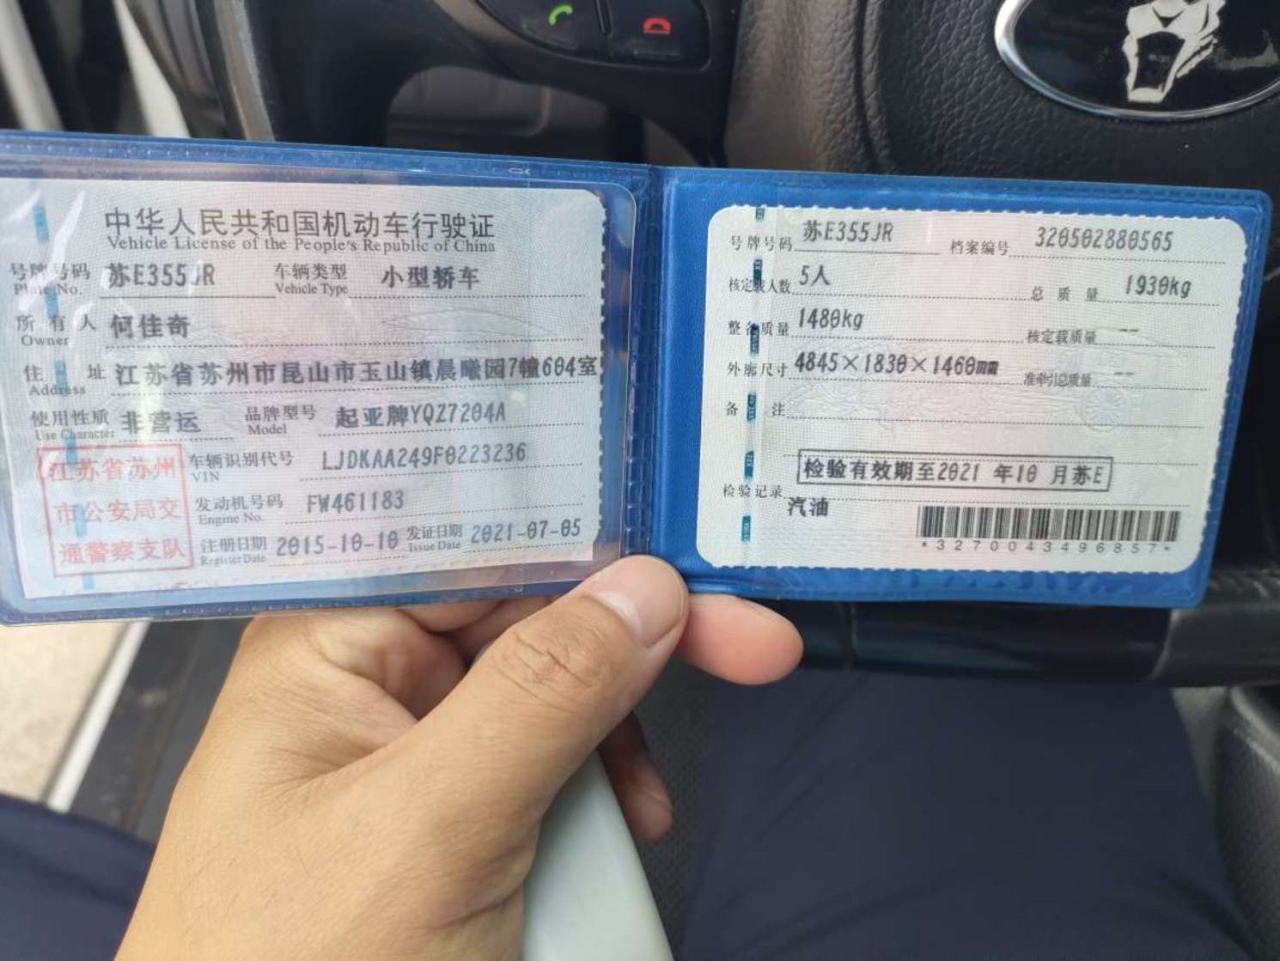 中华人民共和国机动车行驶证
Vehicle License of the People's Republic of China
号牌号码 苏E355JR 车辆类型 小型轿车
Plate No. Vehicle Type
所有人 何佳奇
Owner
住址 江苏省苏州市昆山市玉山镇晨曦园7幢604室
Address
使用性质 非营运 品牌型号 起亚牌YQZ7204A
Use Character Model
江苏省苏州
市公安局交
通警察支队
车辆识别代号 LJDKAA249F0223236
VIN
发动机号码 FW461183
Engine No.
注册日期 2015-10-10 发证日期 2021-07-05
Register Date Issue Date
号牌号码 苏E355JR 档案编号 320502880565
核定载人数 5人 总质量 1930kg
整备质量 1480kg 核定载质量 --
外廓尺寸 4845×1830×1460mm 准牵引总质量 --
备注
检验有效期至2021 年10 月苏E
检验记录
汽油
*3270043496857*